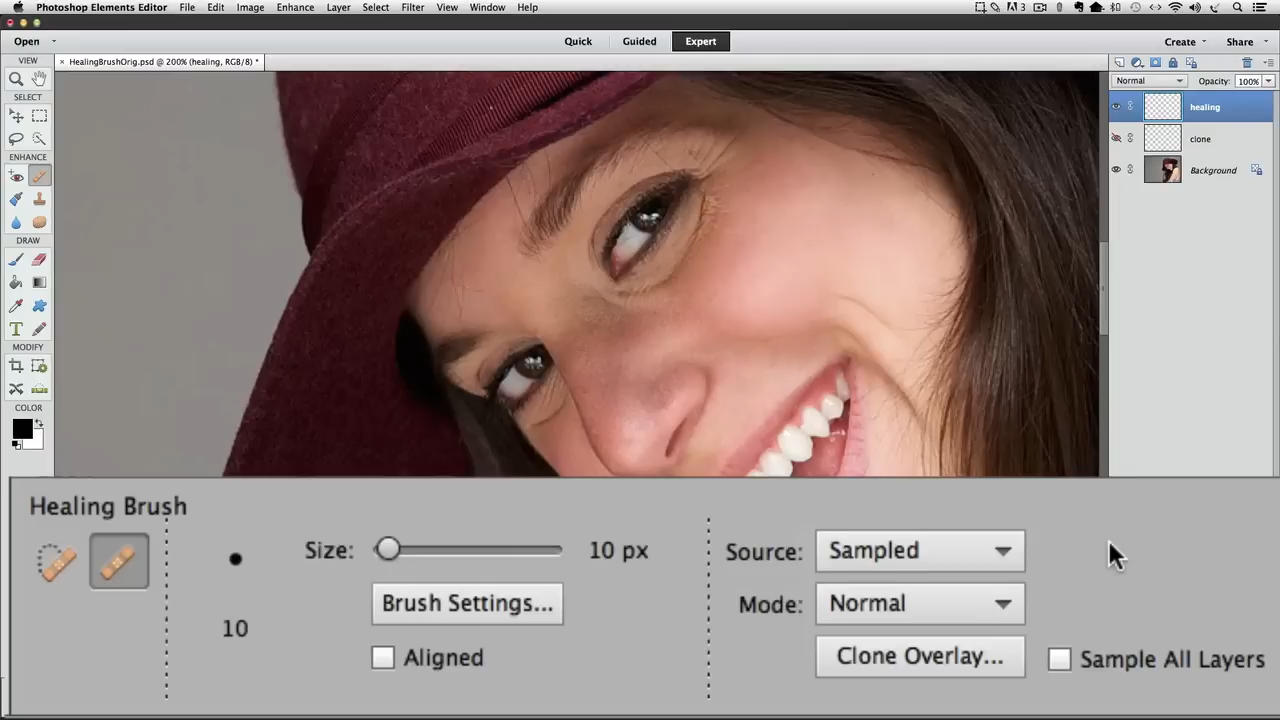 Photoshop Elements Editor File Edit Image Enhance Layer Select Filter View Window Help 3
Open Quick Guided Expert Create Share
VIEW × HealingBrushOrig.psd @ 200% (healing, RGB/8) *
Normal Opacity: 100%
SELECT
healing
clone
ENHANCE
Background
DRAW
T
MODIFY
COLOR
Healing Brush
Size: 10 px Source: Sampled
Brush Settings... Mode: Normal
10
Aligned Clone Overlay... Sample All Layers